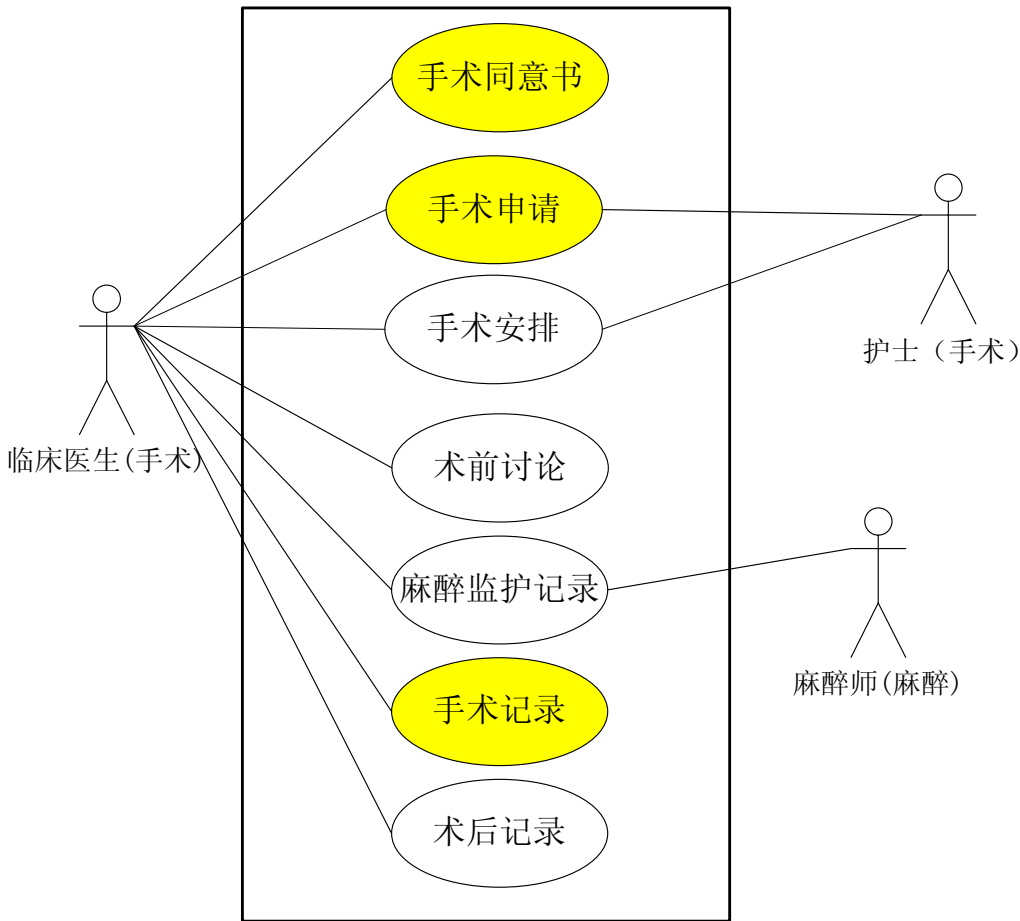 手术同意书
手术申请
手术安排
护士（手术）
临床医生(手术)
术前讨论
麻醉监护记录
麻醉师(麻醉)
手术记录
术后记录